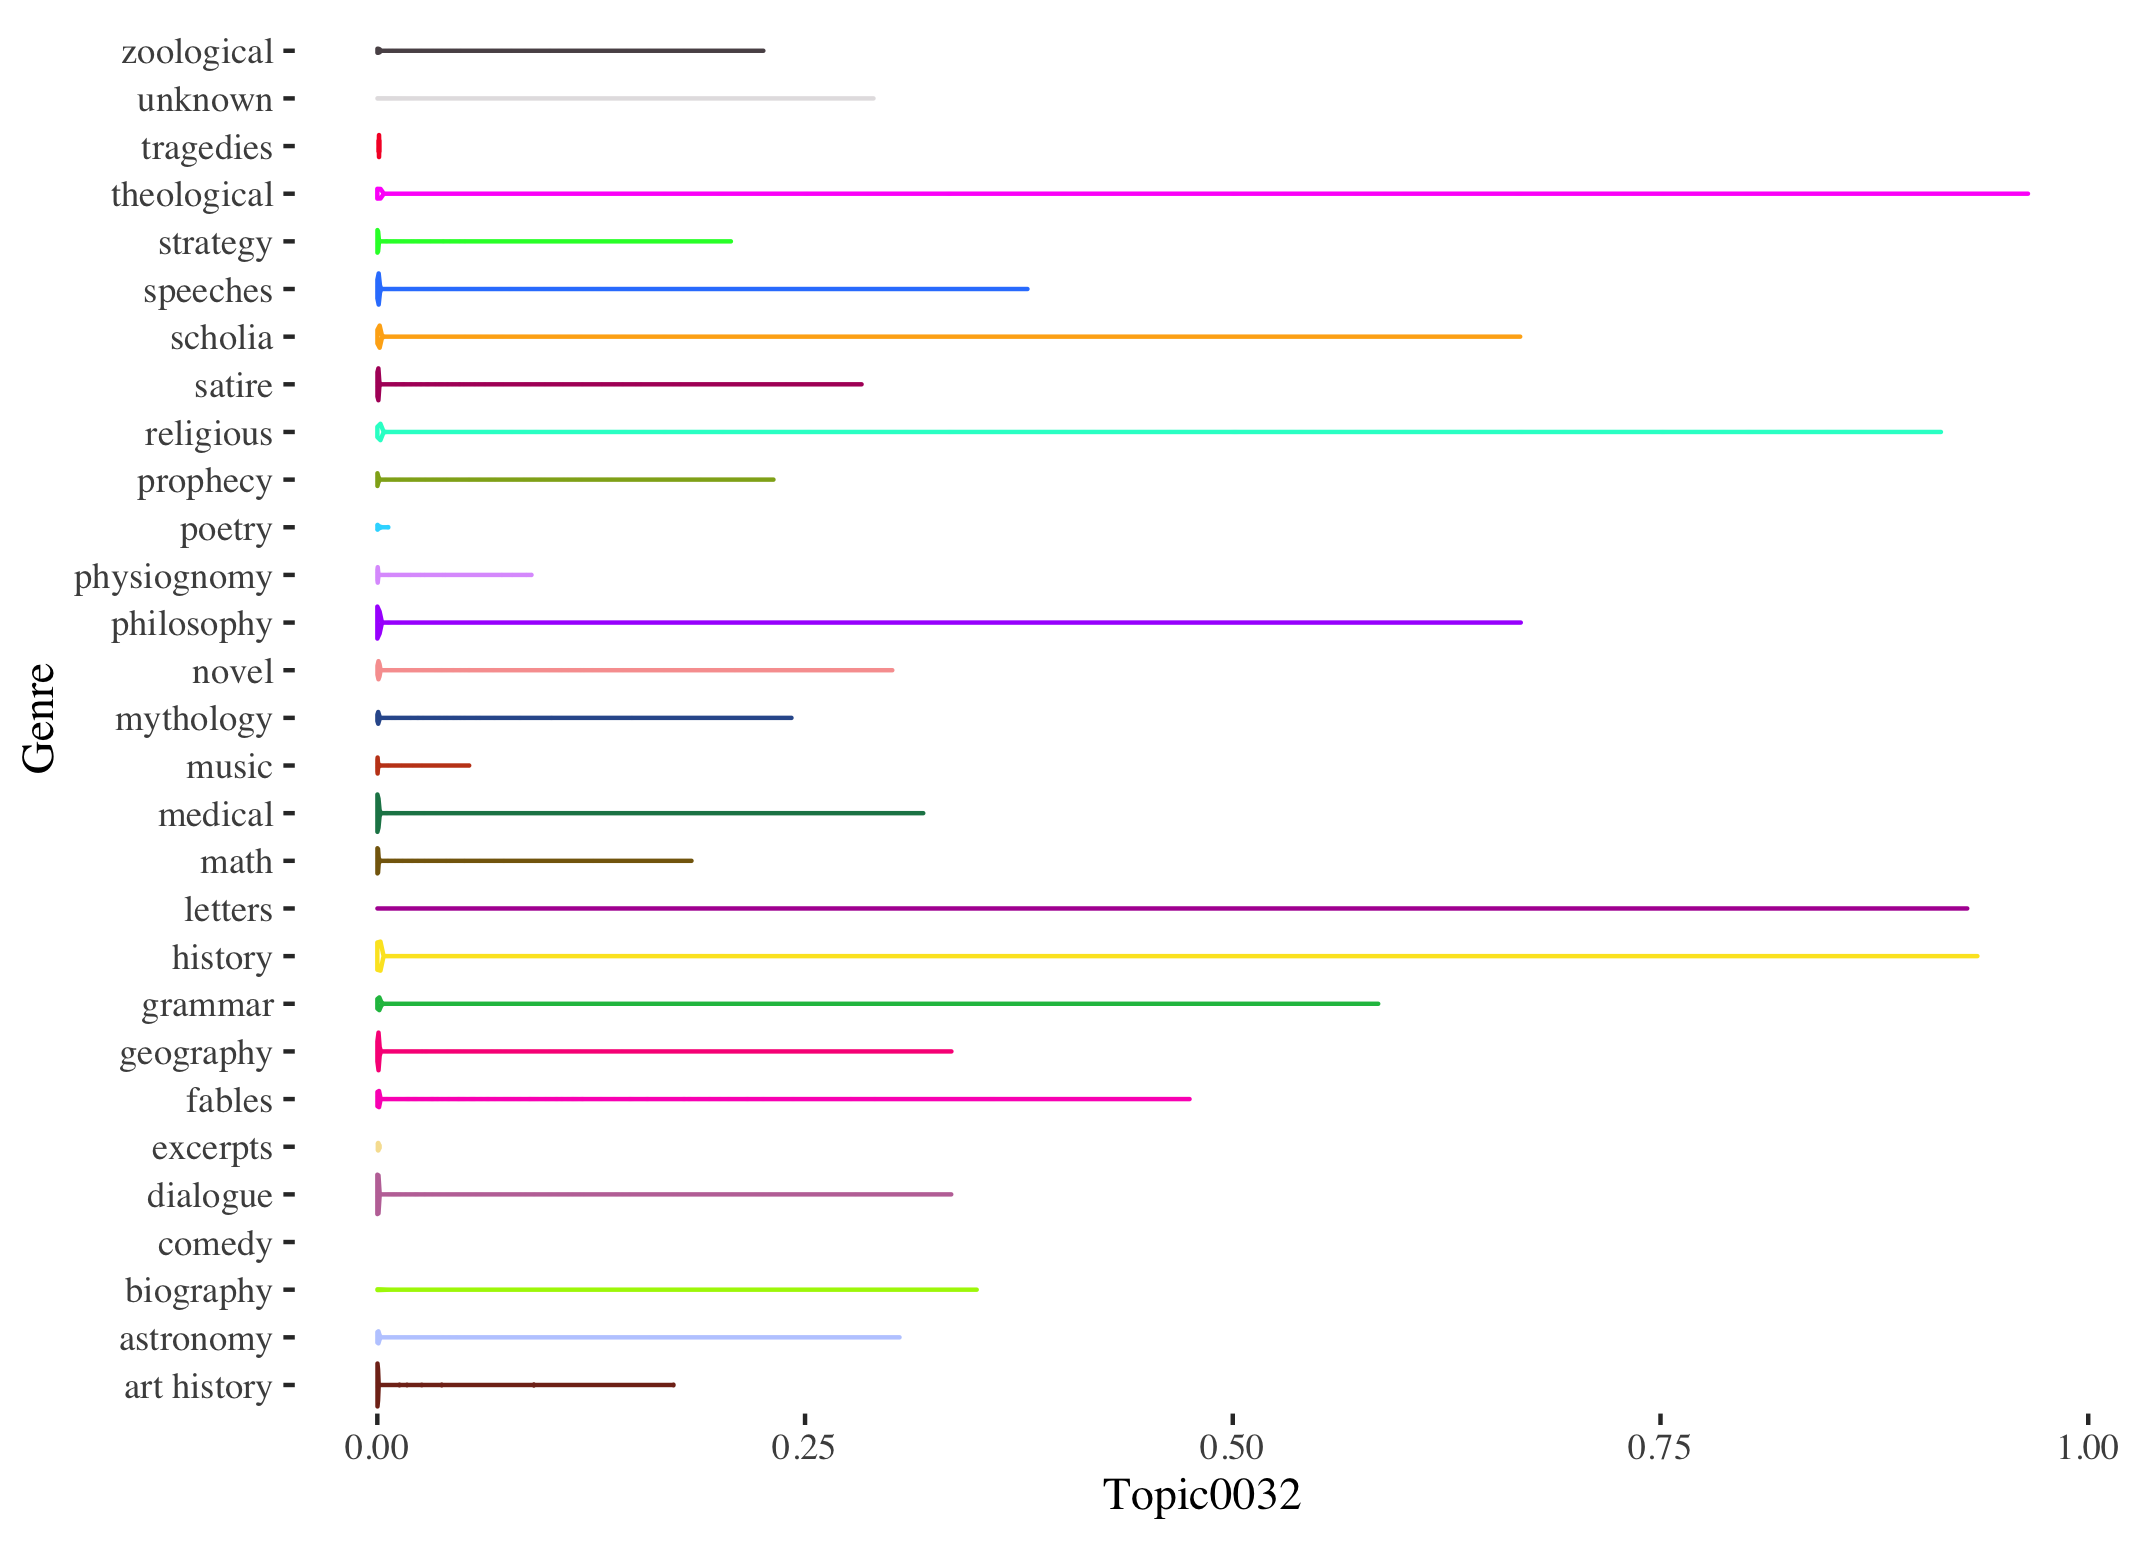 zoological
unknown
tragedies
theological
strategy
speeches
scholia
satire
religious
prophecy
poetry
physiognomy
philosophy
novel
mythology
music
medical
math
letters
history
grammar
geography
fables
excerpts
dialogue
comedy
biography
astronomy
art history
Genre
0.00 0.25 0.50 0.75 1.00
Topic0032